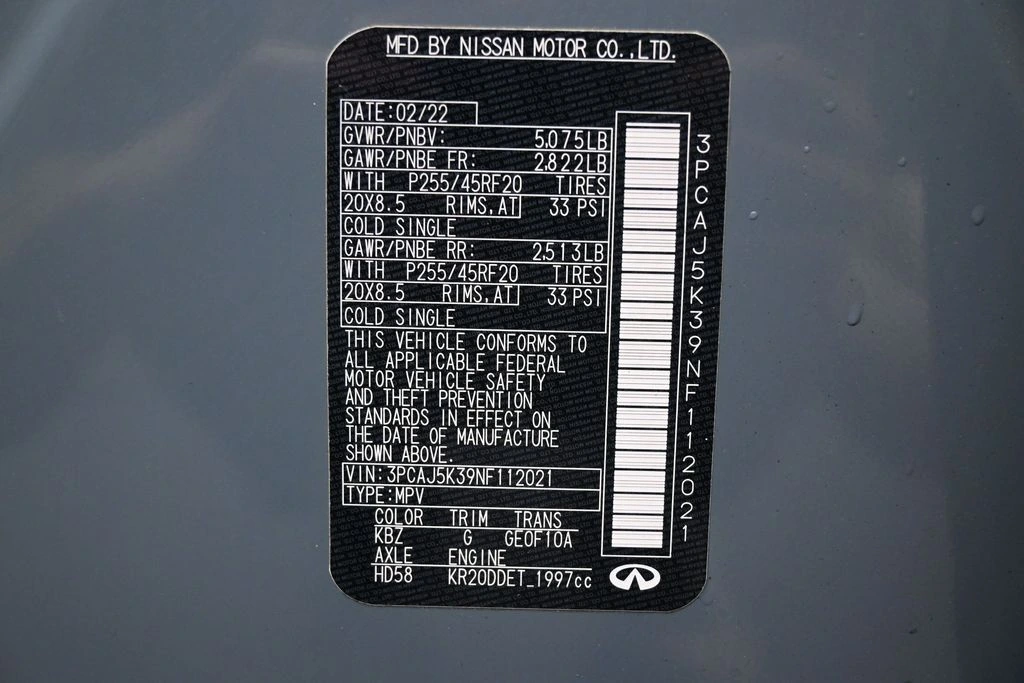 MFD BY NISSAN MOTOR CO.,LTD.
DATE:02/22
GVWR/PNBV: 5,075LB
GAWR/PNBE FR: 2,822LB
WITH P255/45RF20 TIRES
20X8.5 RIMS,AT 33 PSI
COLD SINGLE
GAWR/PNBE RR: 2,513LB
WITH P255/45RF20 TIRES
20X8.5 RIMS,AT 33 PSI
COLD SINGLE
THIS VEHICLE CONFORMS TO
ALL APPLICABLE FEDERAL
MOTOR VEHICLE SAFETY
AND THEFT PREVENTION
STANDARDS IN EFFECT ON
THE DATE OF MANUFACTURE
SHOWN ABOVE.
VIN:3PCAJ5K39NF112021
TYPE:MPV
COLOR TRIM TRANS
KBZ G GE0F10A
AXLE ENGINE
HD58 KR20DDET_1997cc
3PCAJ5K39NF112021